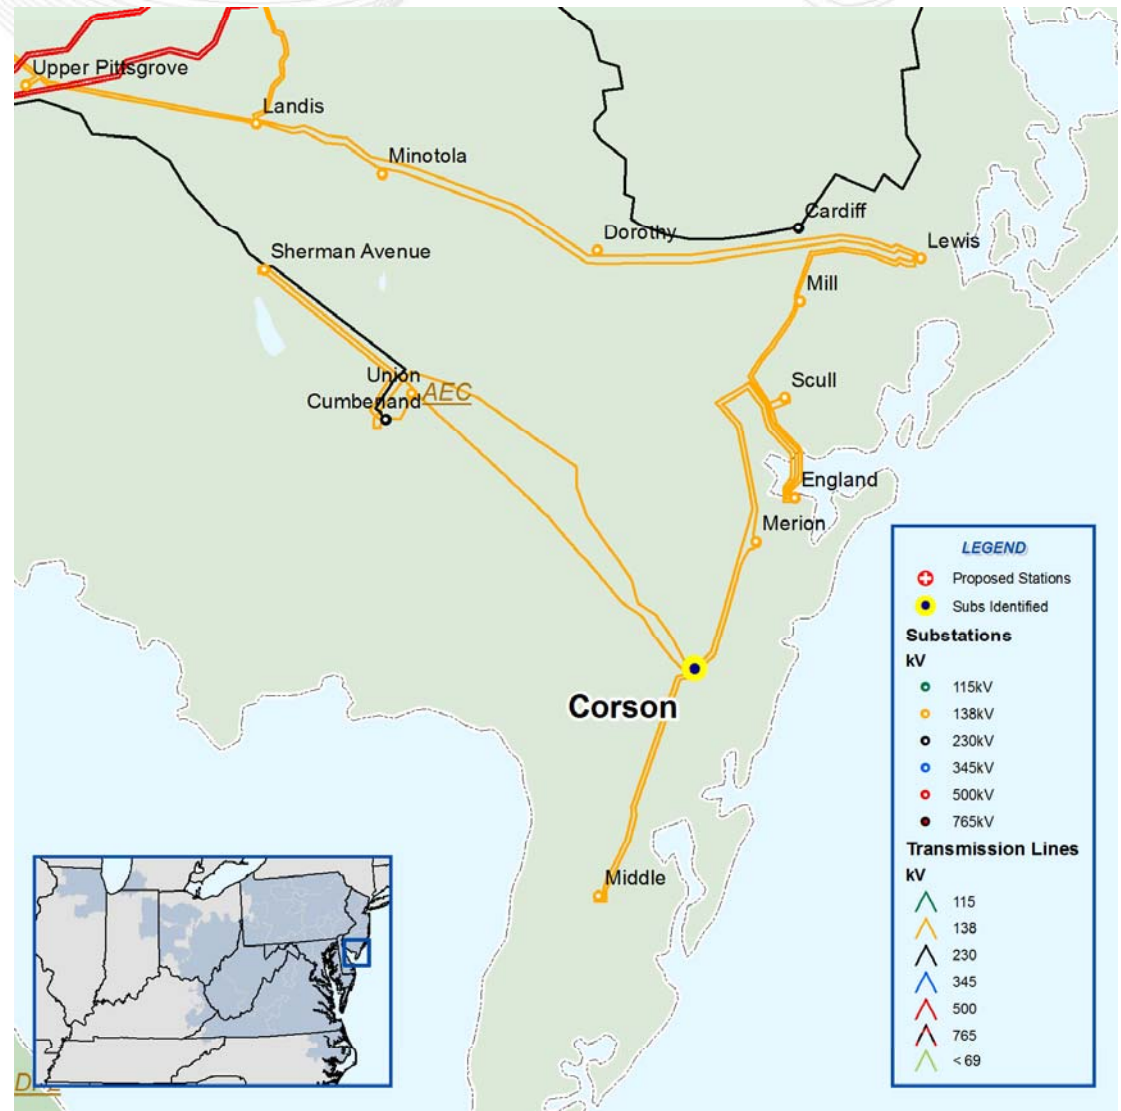 Upper Pittsgrove
Landis
Minotola
Cardiff
Dorothy
Lewis
Sherman Avenue
Mill
Union
Scull
AEC
Cumberland
England
Merion
Corson
Middle
LEGEND
Proposed Stations
Subs Identified
Substations
kV
115kV
138kV
230kV
345kV
500kV
765kV
Transmission Lines
kV
115
138
230
345
500
765
< 69